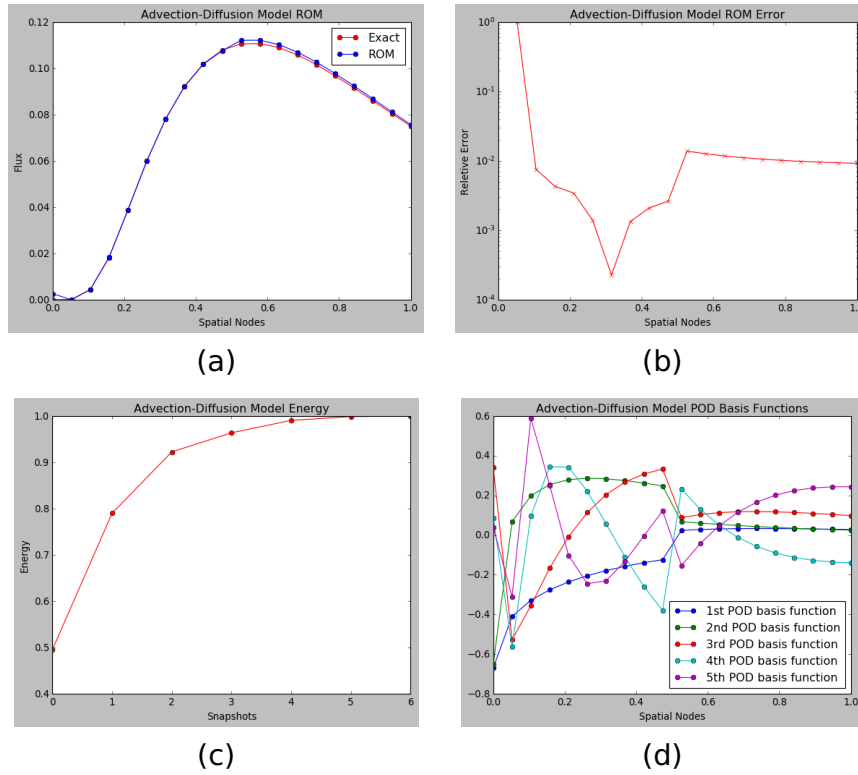 Advection-Diffusion Model ROM
0.12
0.10
0.08
0.06
0.04
0.02
0.00
Flux
Exact
ROM
0.0 0.2 0.4 0.6 0.8 1.0
Spatial Nodes
(a)
Advection-Diffusion Model ROM Error
10^0
10^-1
10^-2
10^-3
10^-4
Reletive Error
0.0 0.2 0.4 0.6 0.8 1.0
Spatial Nodes
(b)
Advection-Diffusion Model Energy
1.0
0.9
0.8
0.7
0.6
0.5
0.4
Energy
0 1 2 3 4 5 6
Snapshots
(c)
Advection-Diffusion Model POD Basis Functions
0.6
0.4
0.2
0.0
−0.2
−0.4
−0.6
−0.8
1st POD basis function
2nd POD basis function
3rd POD basis function
4th POD basis function
5th POD basis function
0.0 0.2 0.4 0.6 0.8 1.0
Spatial Nodes
(d)